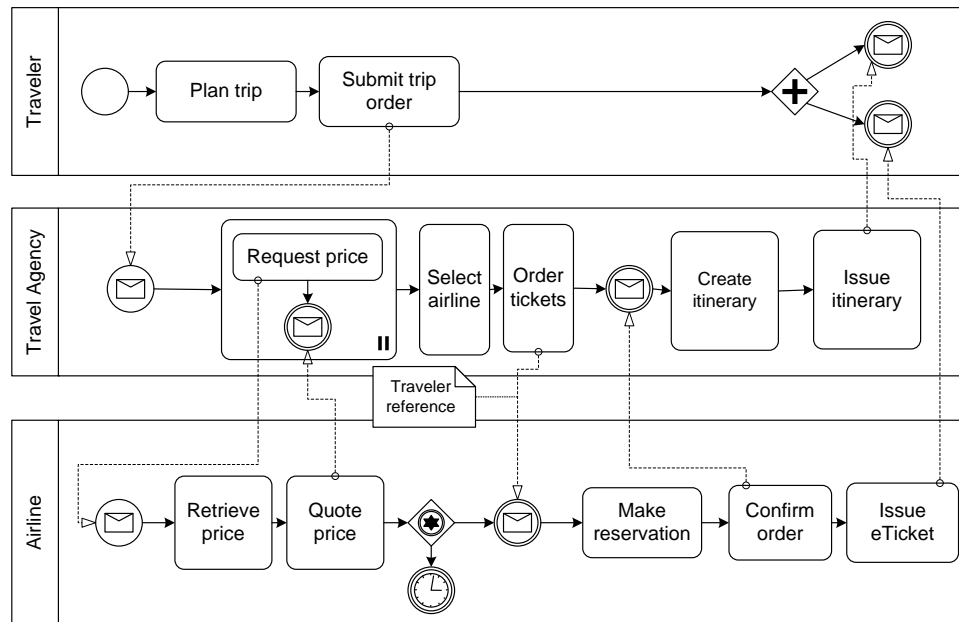 Traveler
Plan trip
Submit trip
order
Travel Agency
Request price
Select
airline
Order
tickets
Create
itinerary
Issue
itinerary
Traveler
reference
Airline
Retrieve
price
Quote
price
Make
reservation
Confirm
order
Issue
eTicket